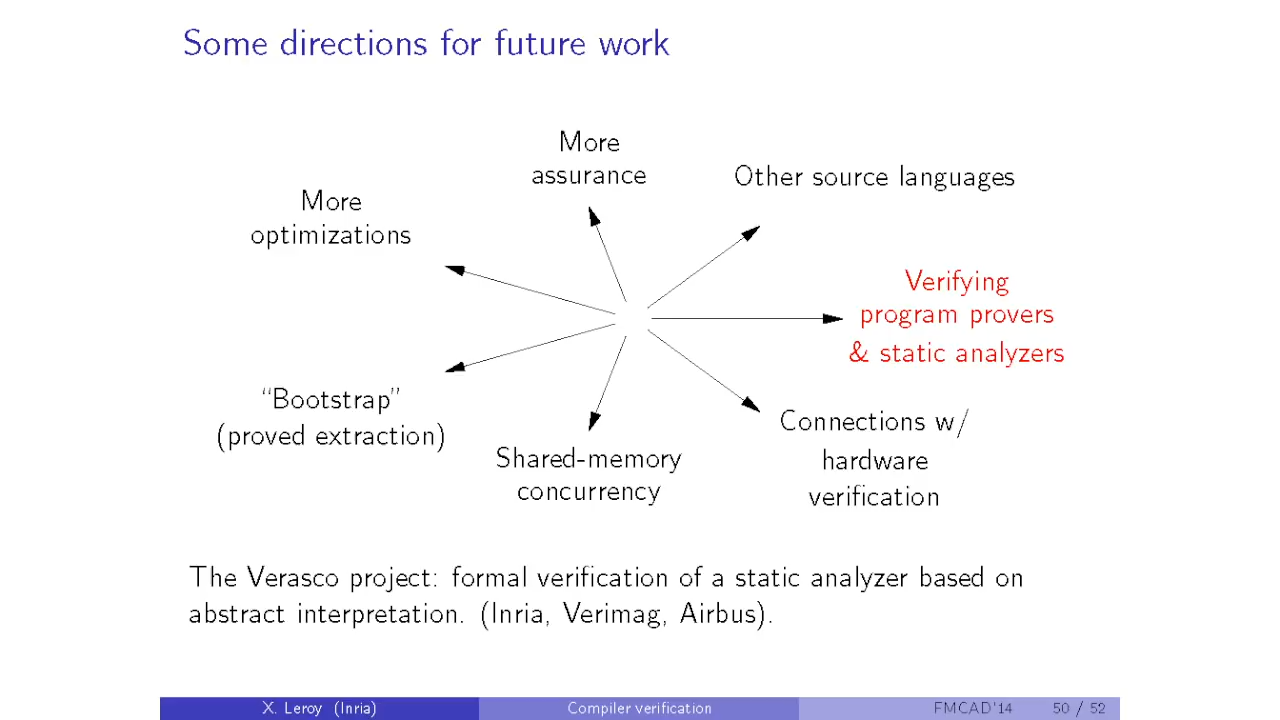 Some directions for future work
More
assurance
Other source languages
More
optimizations
Verifying
program provers
& static analyzers
“Bootstrap”
(proved extraction)
Connections w/
hardware
verification
Shared-memory
concurrency
The Verasco project: formal verification of a static analyzer based on
abstract interpretation. (Inria, Verimag, Airbus).
X. Leroy (Inria) Compiler verification FMCAD'14 50 / 52